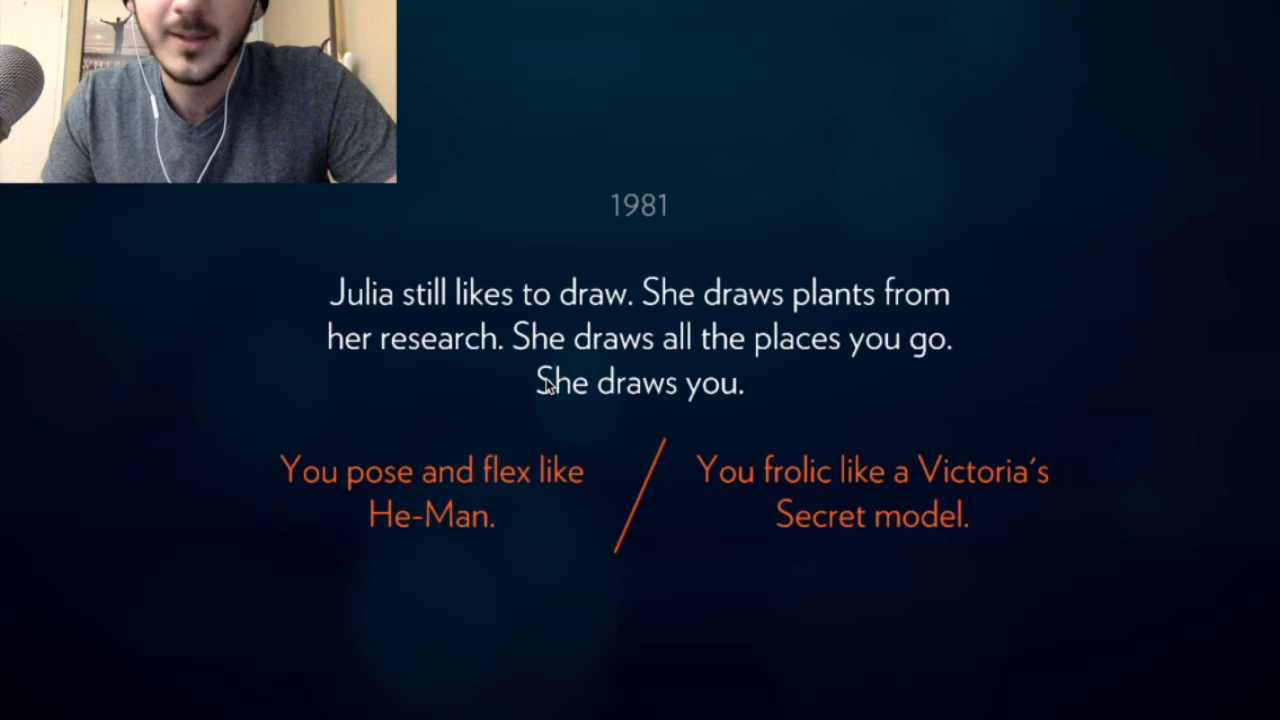 WHER
1981
Julia still likes to draw. She draws plants from
her research. She draws all the places you go.
She draws you.
You pose and flex like
He-Man.
You frolic like a Victoria's
Secret model.